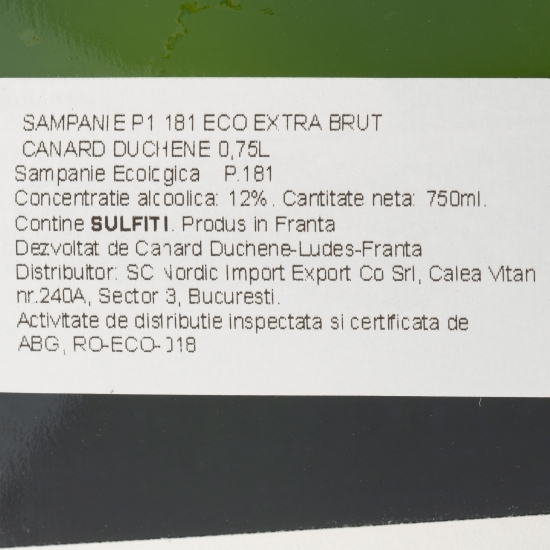 SAMPANIE P1 181 ECO EXTRA BRUT
CANARD DUCHENE 0,75L
Sampanie Ecologica P.181
Concentratie alcoolica: 12%. Cantitate neta: 750ml.
Contine SULFITI. Produs in Franta
Dezvoltat de Canard Duchene-Ludes-Franta
Distribuitor: SC Nordic Import Export Co Srl, Calea Vitan
nr.240A, Sector 3, Bucuresti.
Activitate de distributie inspectata si certificata de
ABG, RO-ECO-018